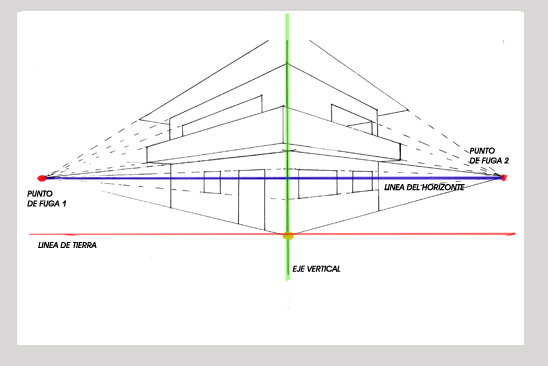 PUNTO
DE FUGA 2
LINEA DEL HORIZONTE
PUNTO
DE FUGA 1
LINEA DE TIERRA
EJE VERTICAL